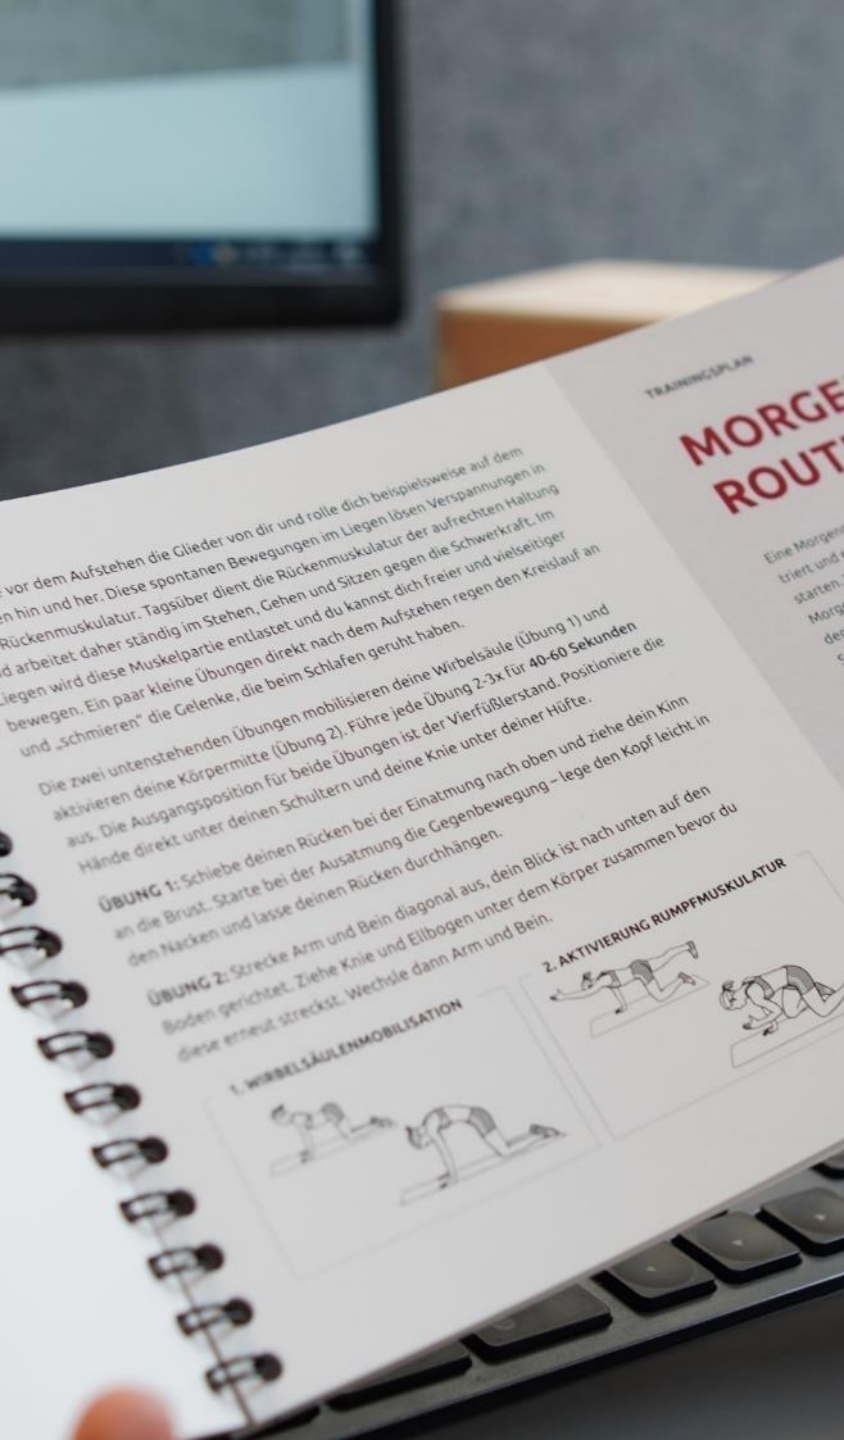 vor dem Aufstehen die Glieder von dir und rolle dich beispielsweise auf dem
hin und her. Diese spontanen Bewegungen im Liegen lösen Verspannungen in
Rückenmuskulatur. Tagsüber dient die Rückenmuskulatur der aufrechten Haltung
arbeitet daher ständig im Stehen, Gehen und Sitzen gegen die Schwerkraft. Im
Liegen wird diese Muskelpartie entlastet und du kannst dich freier und vielseitiger
bewegen. Ein paar kleine Übungen direkt nach dem Aufstehen regen den Kreislauf an
und „schmieren“ die Gelenke, die beim Schlafen geruht haben.
Die zwei untenstehenden Übungen mobilisieren deine Wirbelsäule (Übung 1) und
aktivieren deine Körpermitte (Übung 2). Führe jede Übung 2-3x für 40-60 Sekunden
aus. Die Ausgangsposition für beide Übungen ist der Vierfüßlerstand. Positioniere die
Hände direkt unter deinen Schultern und deine Knie unter deiner Hüfte.
ÜBUNG 1: Schiebe deinen Rücken bei der Einatmung nach oben und ziehe dein Kinn
an die Brust. Starte bei der Ausatmung die Gegenbewegung – lege den Kopf leicht in
den Nacken und lasse deinen Rücken durchhängen.
ÜBUNG 2: Strecke Arm und Bein diagonal aus, dein Blick ist nach unten auf den
Boden gerichtet. Ziehe Knie und Ellbogen unter dem Körper zusammen bevor du
diese erneut streckst. Wechsle dann Arm und Bein.
1. WIRBELSÄULENMOBILISATION
2. AKTIVIERUNG RUMPFMUSKULATUR
TRAININGSPLAN
MORGE
ROUT
Eine Morgen
triert und
starten.
Morge